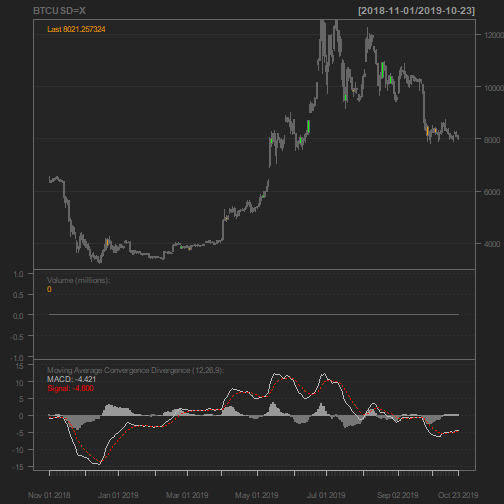 BTCUSD=X [2018-11-01/2019-10-23]
Last 8021.257324
12000
10000
8000
6000
4000
Volume (millions):
0
1.0
0.5
0.0
-0.5
-1.0
Moving Average Convergence Divergence (12,26,9):
MACD: -4.421
Signal: -4.800
15
10
5
0
-5
-10
-15
Nov 01 2018 Jan 01 2019 Mar 01 2019 May 01 2019 Jul 01 2019 Sep 02 2019 Oct 23 2019